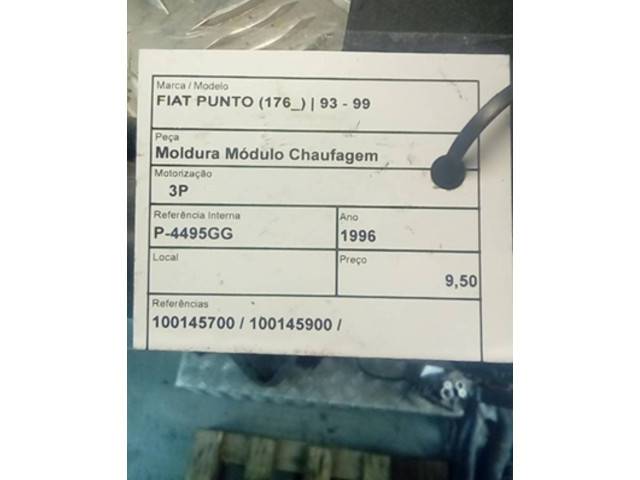 Marca / Modelo
FIAT PUNTO (176_) | 93 - 99
Peça
Moldura Módulo Chaufagem
Motorização
3P
Referência Interna
P-4495GG
Ano
1996
Local
Preço
9,50
Referências
100145700 / 100145900 /